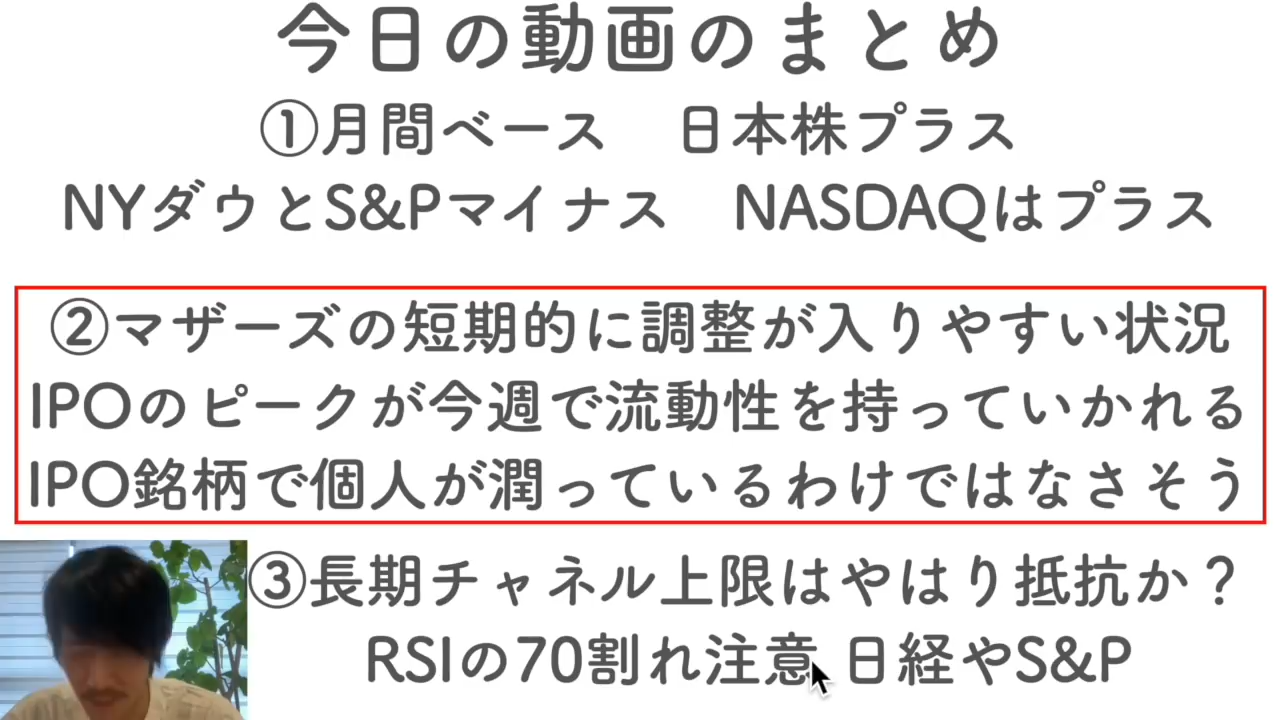 今日の動画のまとめ
①月間ベース　日本株プラス
NYダウとS&Pマイナス　NASDAQはプラス
②マザーズの短期的に調整が入りやすい状況
IPOのピークが今週で流動性を持っていかれる
IPO銘柄で個人が潤っているわけではなさそう
③長期チャネル上限はやはり抵抗か？
RSIの70割れ注意 日経やS&P